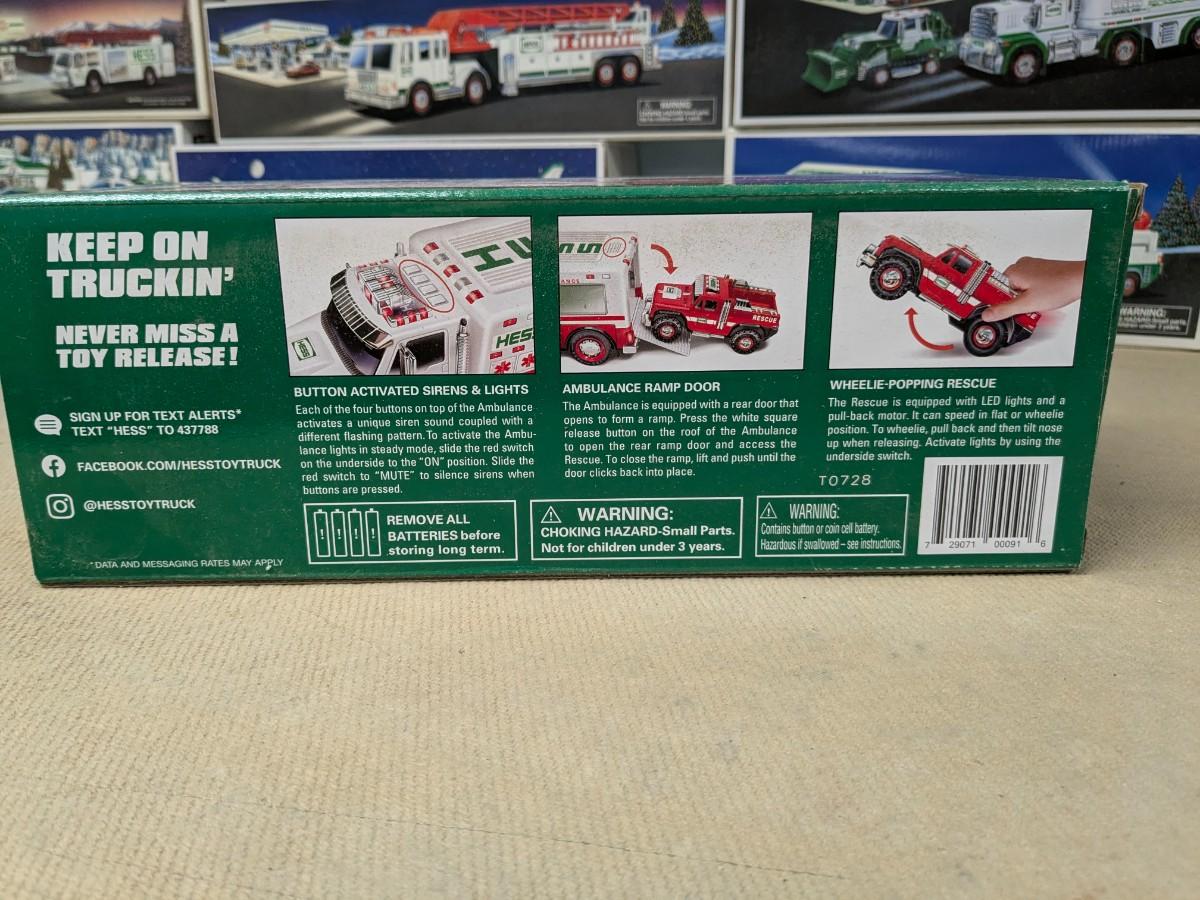 HESS
WARNING:
KEEP ON
TRUCKIN'
NEVER MISS A
TOY RELEASE!
SIGN UP FOR TEXT ALERTS*
TEXT “HESS” TO 437788
FACEBOOK.COM/HESSTOYTRUCK
@HESSTOYTRUCK
*DATA AND MESSAGING RATES MAY APPLY
HESS
BUTTON ACTIVATED SIRENS & LIGHTS
Each of the four buttons on top of the Ambulance
activates a unique siren sound coupled with a
different flashing pattern. To activate the Ambu-
lance lights in steady mode, slide the red switch
on the underside to the “ON” position. Slide the
red switch to “MUTE” to silence sirens when
buttons are pressed.
REMOVE ALL
BATTERIES before
storing long term.
RESCUE
AMBULANCE RAMP DOOR
The Ambulance is equipped with a rear door that
opens to form a ramp. Press the white square
release button on the roof of the Ambulance
to open the rear ramp door and access the
Rescue. To close the ramp, lift and push until the
door clicks back into place.
WARNING:
CHOKING HAZARD-Small Parts.
Not for children under 3 years.
WHEELIE-POPPING RESCUE
The Rescue is equipped with LED lights and a
pull-back motor. It can speed in flat or wheelie
position. To wheelie, pull back and then tilt nose
up when releasing. Activate lights by using the
underside switch.
T0728
WARNING:
Contains button or coin cell battery.
Hazardous if swallowed – see instructions.
7 29071 00091 6
WARNING: